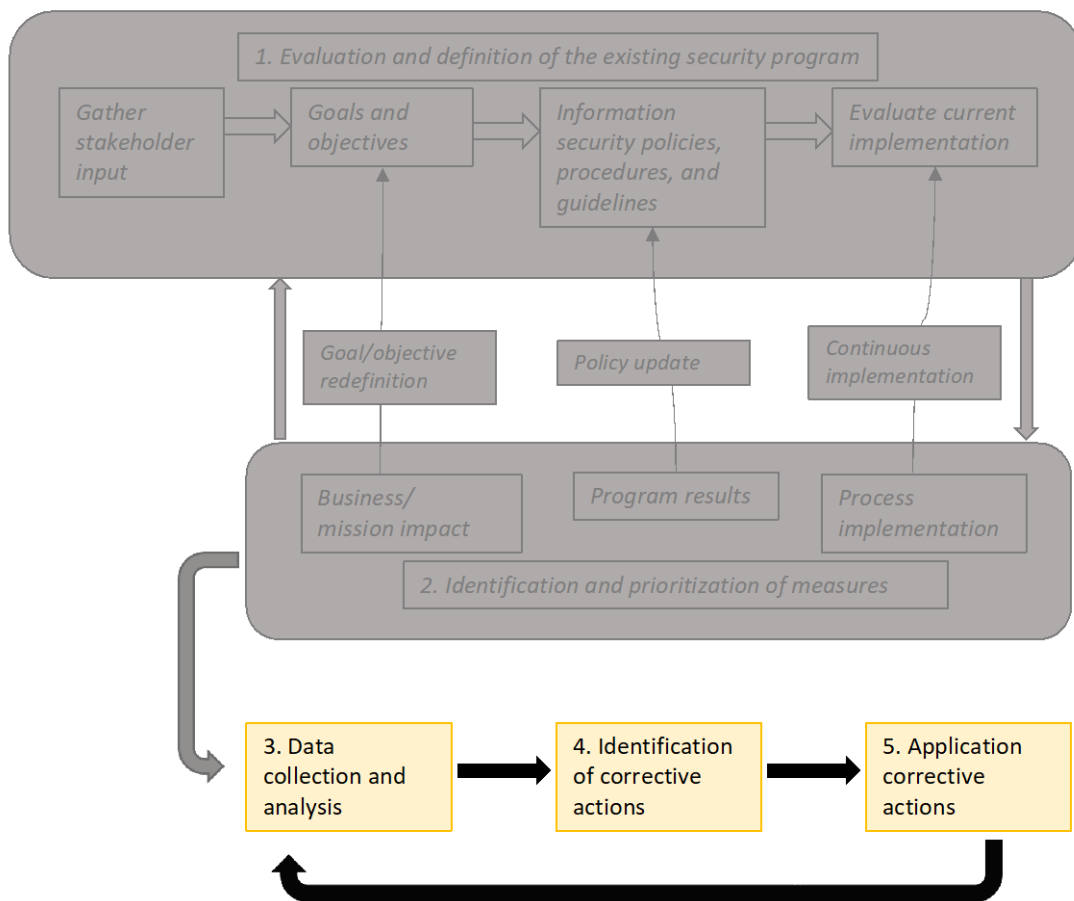 1. Evaluation and definition of the existing security program
Gather
stakeholder
input
Goals and
objectives
Information
security policies,
procedures, and
guidelines
Evaluate current
implementation
Goal/objective
redefinition
Policy update
Continuous
implementation
Business/
mission impact
Program results
Process
implementation
2. Identification and prioritization of measures
3. Data
collection and
analysis
4. Identification
of corrective
actions
5. Application
corrective
actions